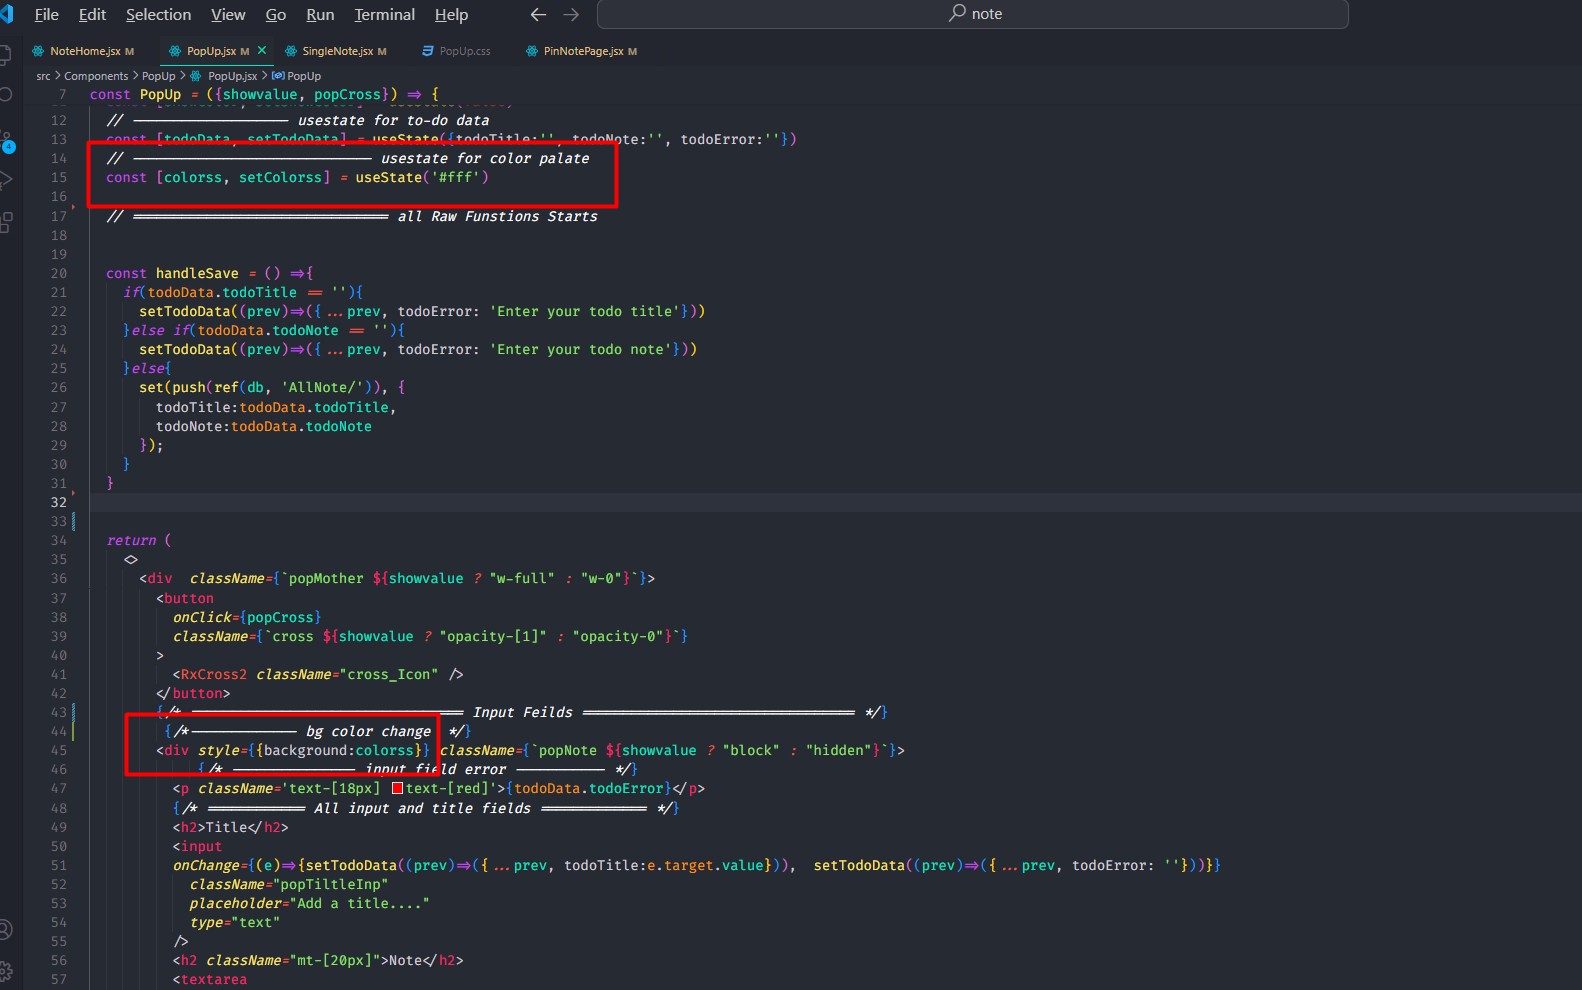 File Edit Selection View Go Run Terminal Help
note
NoteHome.jsx M PopUp.jsx M SingleNote.jsx M PopUp.css PinNotePage.jsx M
src > Components > PopUp > PopUp.jsx > PopUp
7 const PopUp = ({showvalue, popCross}) => {
12 // ------------------- usestate for to-do data
13 const [todoData, setTodoData] = useState({todoTitle:'', todoNote:'', todoError:''})
14 // ----------------------------- usestate for color palate
15 const [colorss, setColorss] = useState('#fff')
16
17 // =============================== all Raw Funstions Starts
18
19
20 const handleSave = () =>{
21 if(todoData.todoTitle == ''){
22 setTodoData((prev)=>({...prev, todoError: 'Enter your todo title'}))
23 }else if(todoData.todoNote == ''){
24 setTodoData((prev)=>({...prev, todoError: 'Enter your todo note'}))
25 }else{
26 set(push(ref(db, 'AllNote/')), {
27 todoTitle:todoData.todoTitle,
28 todoNote:todoData.todoNote
29 });
30 }
31 }
32
33
34 return (
35 <>
36 <div className={`popMother ${showvalue ? "w-full" : "w-0"}`}>
37 <button
38 onClick={popCross}
39 className={`cross ${showvalue ? "opacity-[1]" : "opacity-0"}`}
40 >
41 <RxCross2 className="cross_Icon" />
42 </button>
43 {/* ================================= Input Feilds ================================= */}
44 {/*------------- bg color change */}
45 <div style={{background:colorss}} className={`popNote ${showvalue ? "block" : "hidden"}`}>
46 {/* --------------- input field error ----------- */}
47 <p className='text-[18px] text-[red]'>{todoData.todoError}</p>
48 {/* ============ All input and title fields ============= */}
49 <h2>Title</h2>
50 <input
51 onChange={(e)=>{setTodoData((prev)=>({...prev, todoTitle:e.target.value})), setTodoData((prev)=>({...prev, todoError: ''}))}}
52 className="popTiltleInp"
53 placeholder="Add a title...."
54 type="text"
55 />
56 <h2 className="mt-[20px]">Note</h2>
57 <textarea
4